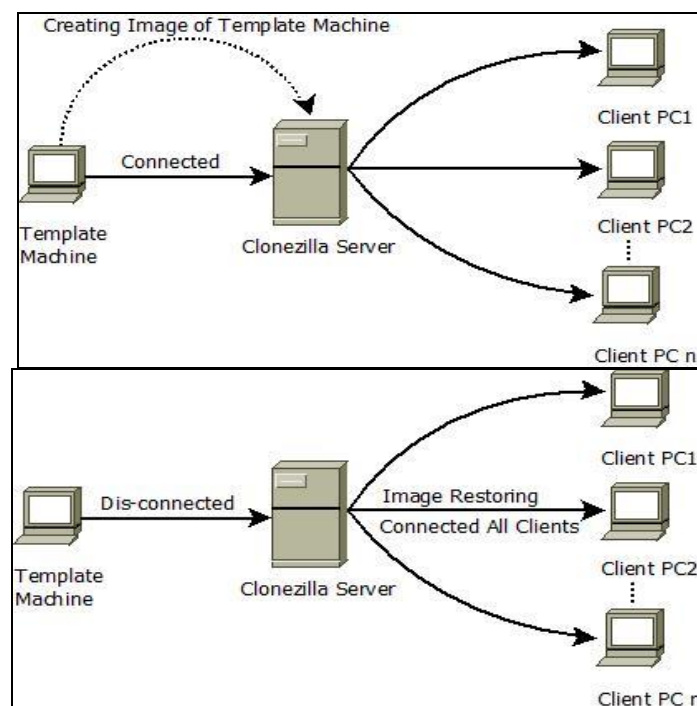 Creating Image of Template Machine
Client PC1
Connected
Template
Machine
Clonezilla Server
Client PC2
Client PC n
Client PC1
Dis-connected
Image Restoring
Connected All Clients
Template
Machine
Clonezilla Server
Client PC2
Client PC n